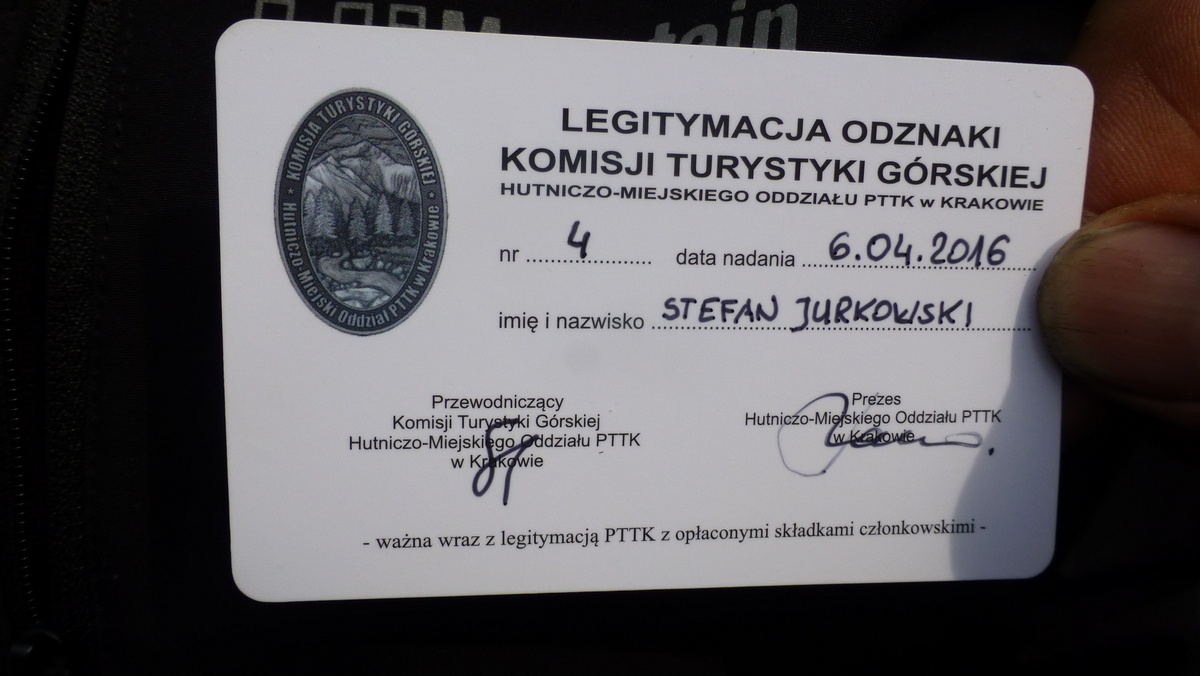 KOMISJA TURYSTYKI GÓRSKIEJ
Hutniczo-Miejski Oddział PTTK w Krakowie
LEGITYMACJA ODZNAKI
KOMISJI TURYSTYKI GÓRSKIEJ
HUTNICZO-MIEJSKIEGO ODDZIAŁU PTTK w KRAKOWIE
nr 4 data nadania 6.04.2016
imię i nazwisko STEFAN JURKOWSKI
Przewodniczący
Komisji Turystyki Górskiej
Hutniczo-Miejskiego Oddziału PTTK
w Krakowie
Prezes
Hutniczo-Miejskiego Oddziału PTTK
w Krakowie
- ważna wraz z legitymacją PTTK z opłaconymi składkami członkowskimi -